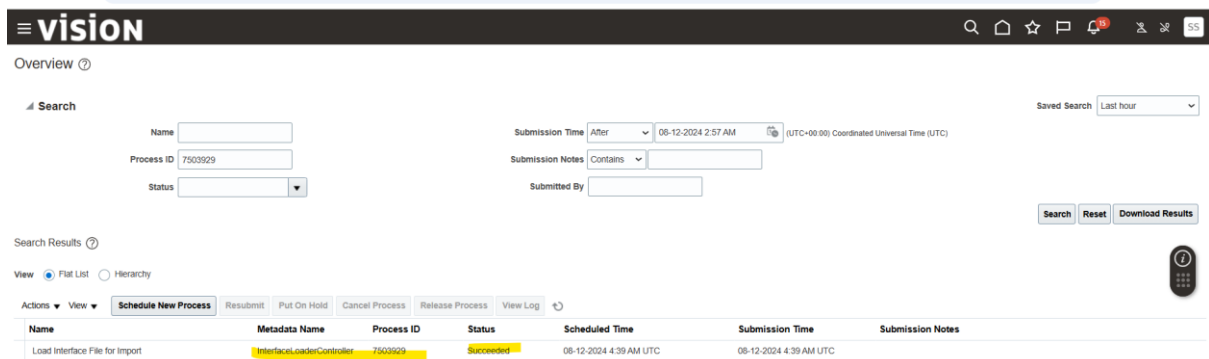 VISION
15
SS
Overview
Search
Saved Search Last hour
Name
Submission Time After 08-12-2024 2:57 AM (UTC+00:00) Coordinated Universal Time (UTC)
Process ID 7503929
Submission Notes Contains
Status
Submitted By
Search Reset Download Results
Search Results
View Flat List Hierarchy
Actions View Schedule New Process Resubmit Put On Hold Cancel Process Release Process View Log
Name Metadata Name Process ID Status Scheduled Time Submission Time Submission Notes
Load Interface File for Import InterfaceLoaderController 7503929 Succeeded 08-12-2024 4:39 AM UTC 08-12-2024 4:39 AM UTC